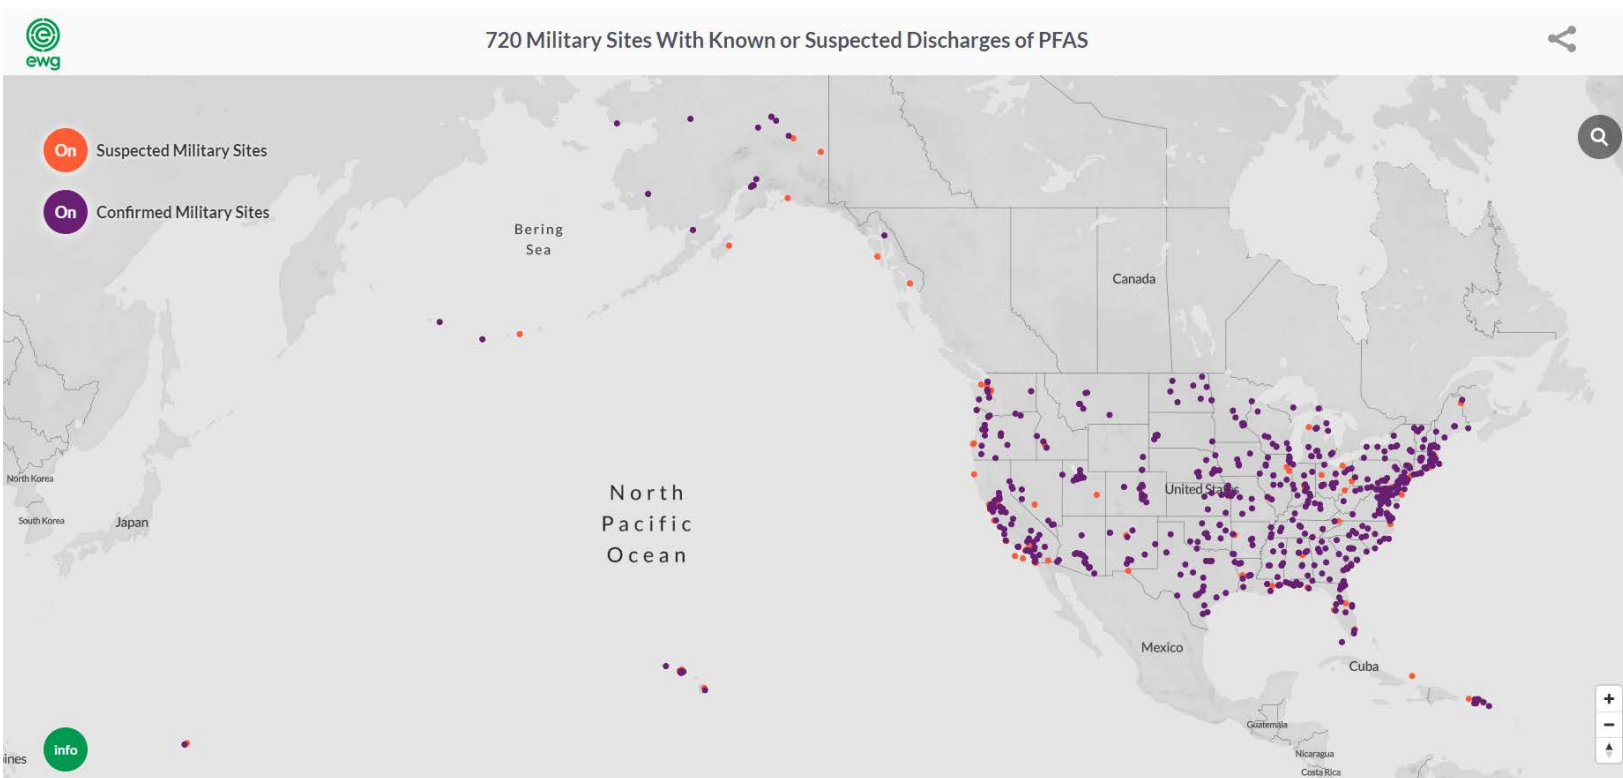 ewg
720 Military Sites With Known or Suspected Discharges of PFAS
On Suspected Military Sites
On Confirmed Military Sites
Bering
Sea
Canada
North Korea
South Korea
Japan
North
Pacific
Ocean
United States
Mexico
Cuba
Guatemala
Nicaragua
Costa Rica
ines
info
+
−